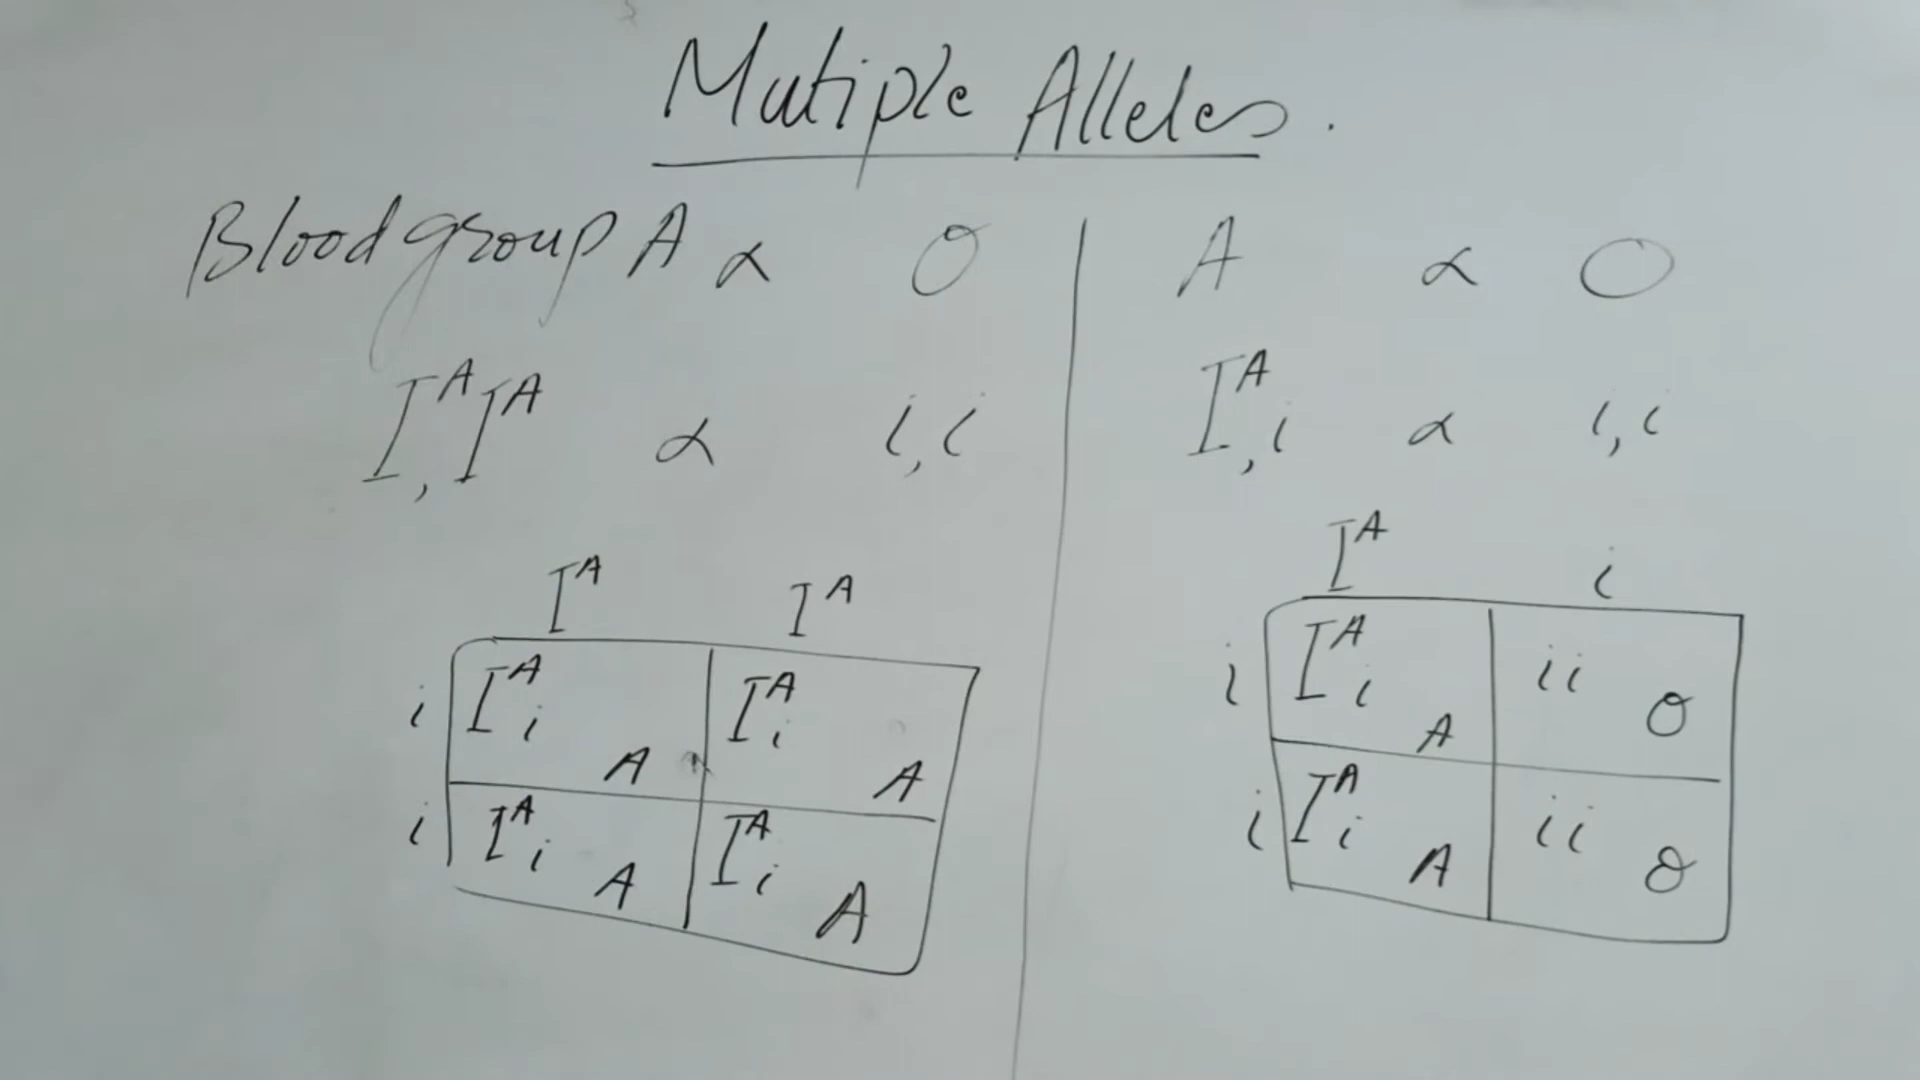 Mutiple Alleles.
Blood group A x O
I^A, I^A x i, i
I^A I^A
i I^A i A I^A i A
i I^A i A I^A i A
A x O
I^A, i x i, i
I^A i
i I^A i A ii O
i I^A i A ii O